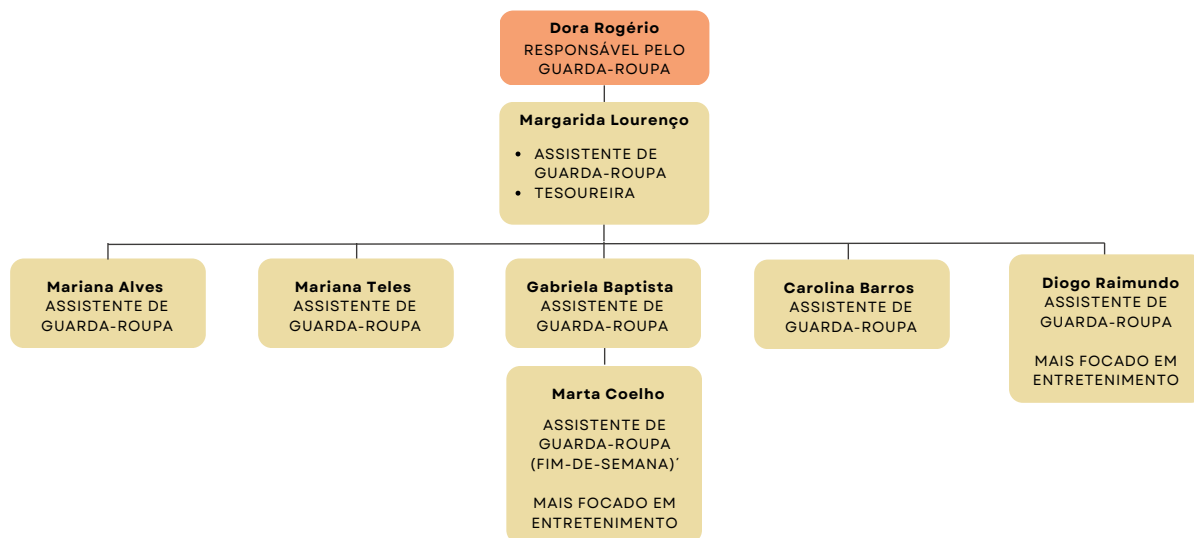 Dora Rogério
RESPONSÁVEL PELO
GUARDA-ROUPA
Margarida Lourenço
• ASSISTENTE DE
GUARDA-ROUPA
• TESOUREIRA
Mariana Alves
ASSISTENTE DE
GUARDA-ROUPA
Mariana Teles
ASSISTENTE DE
GUARDA-ROUPA
Gabriela Baptista
ASSISTENTE DE
GUARDA-ROUPA
Carolina Barros
ASSISTENTE DE
GUARDA-ROUPA
Diogo Raimundo
ASSISTENTE DE
GUARDA-ROUPA
MAIS FOCADO EM
ENTRETENIMENTO
Marta Coelho
ASSISTENTE DE
GUARDA-ROUPA
(FIM-DE-SEMANA)´
MAIS FOCADO EM
ENTRETENIMENTO